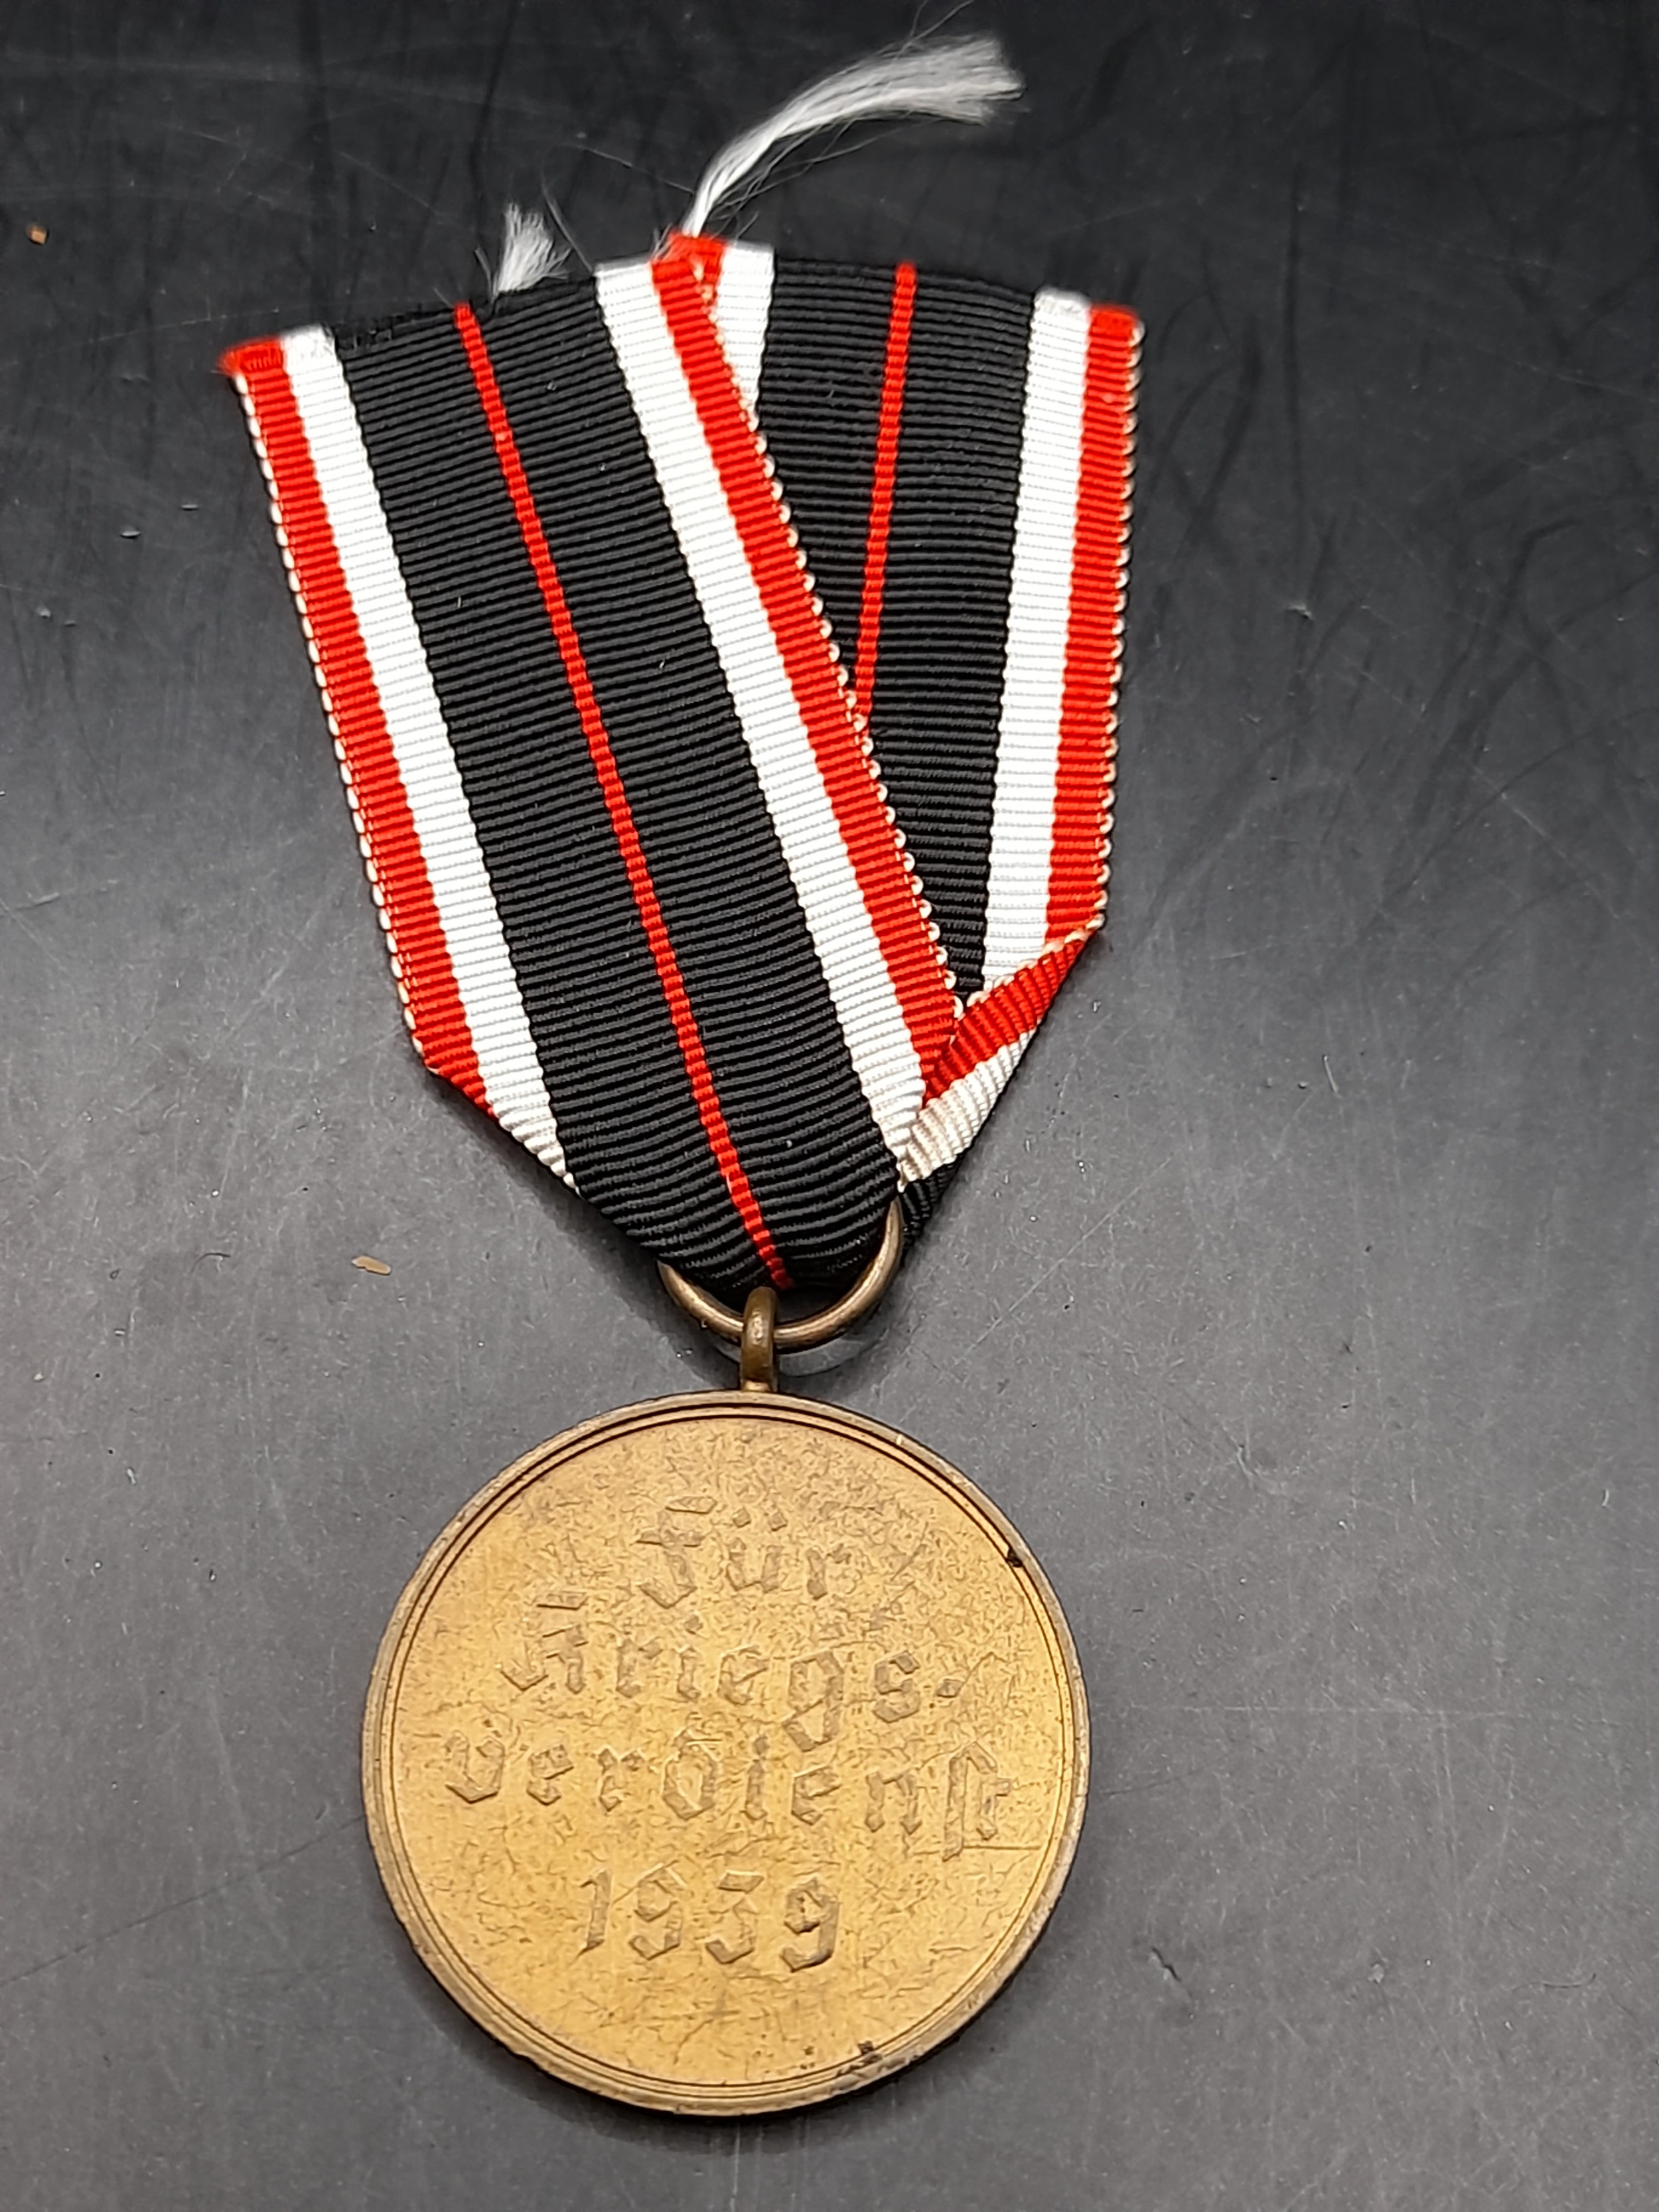 Für
Kriegs-
verdienst
1939